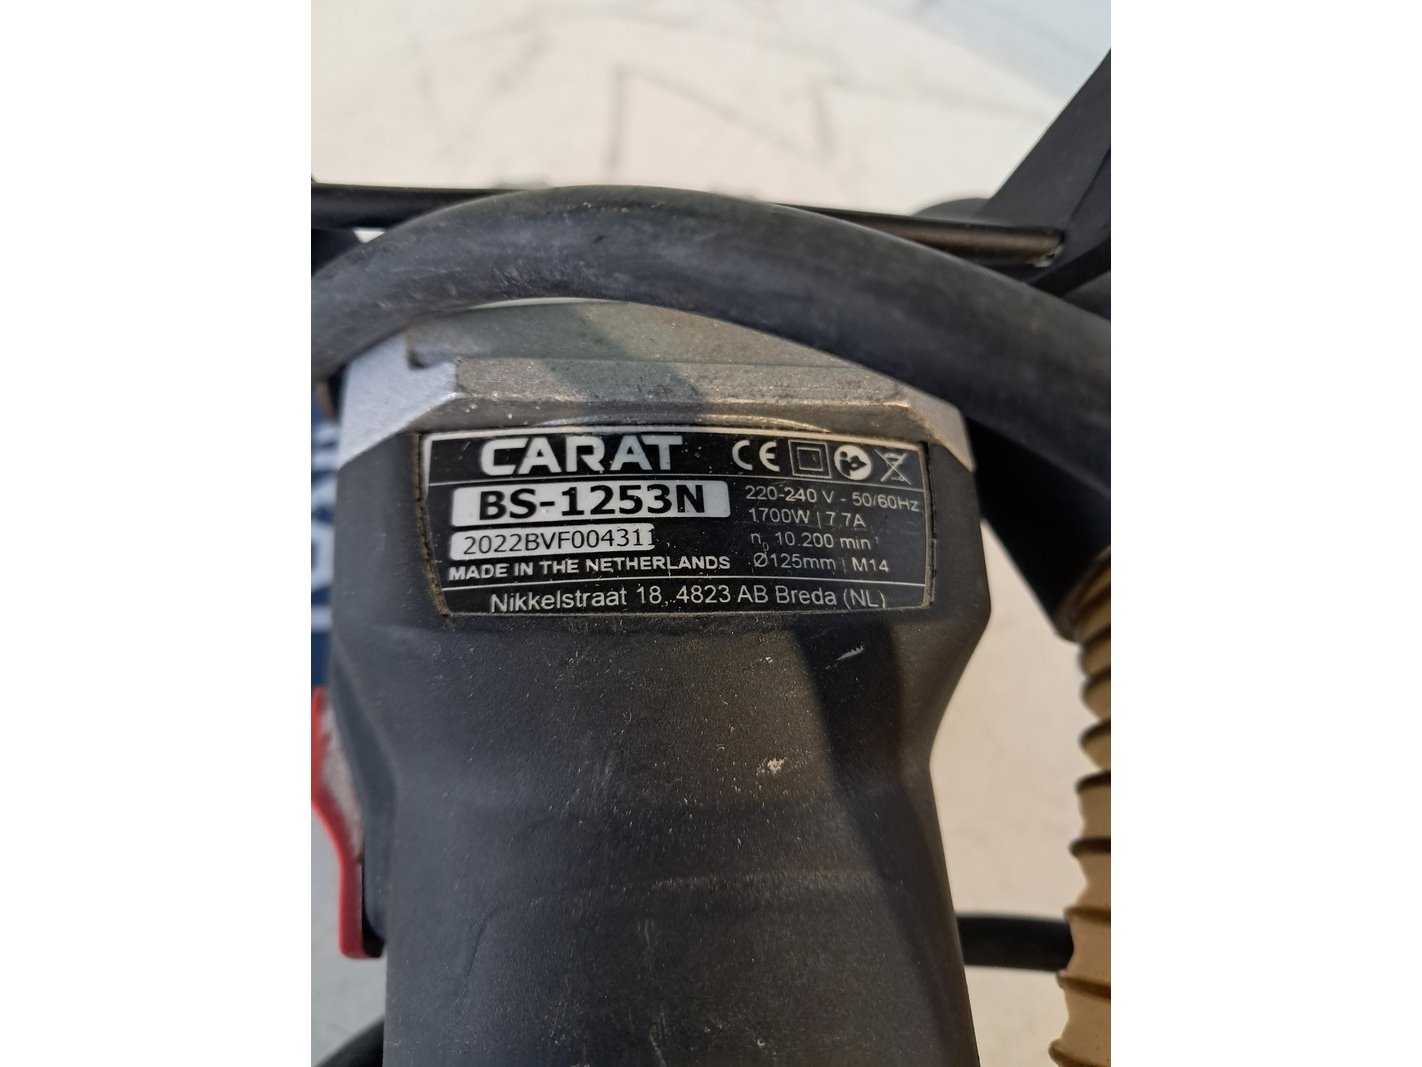 CARAT CE
BS-1253N
2022BVF004311
MADE IN THE NETHERLANDS
220-240 V - 50/60Hz
1700W | 7.7A
n₀ 10.200 min⁻¹
Ø125mm | M14
Nikkelstraat 18, 4823 AB Breda (NL)